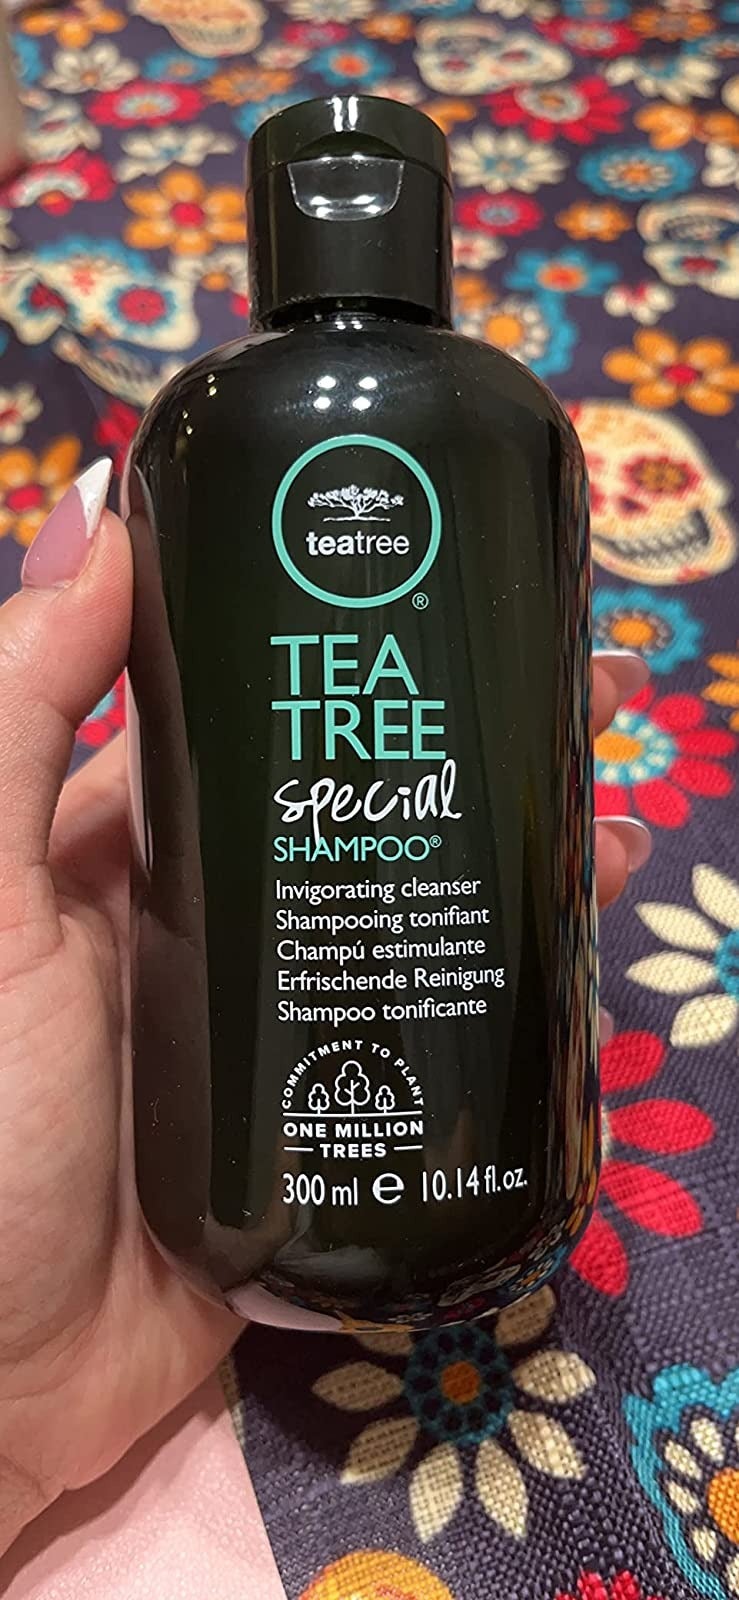 teatree
®
TEA
TREE
special
SHAMPOO®
Invigorating cleanser
Shampooing tonifiant
Champú estimulante
Erfrischende Reinigung
Shampoo tonificante
COMMITMENT TO PLANT
ONE MILLION
TREES
300 ml e 10.14 fl.oz.